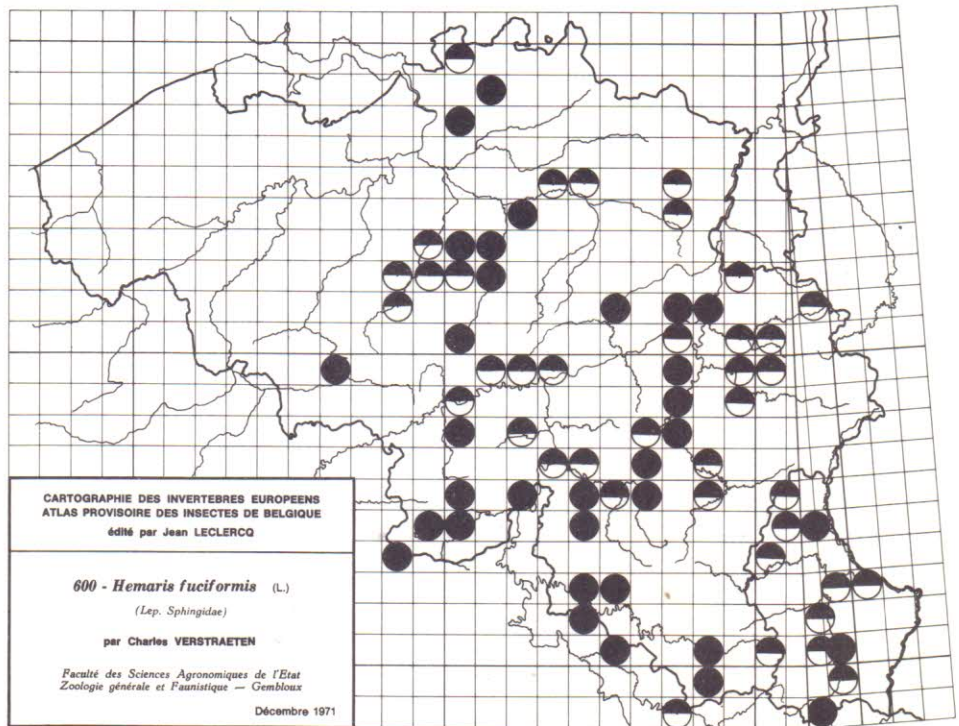 CARTOGRAPHIE DES INVERTEBRES EUROPEENS
ATLAS PROVISOIRE DES INSECTES DE BELGIQUE
édité par Jean LECLERCQ
600 - Hemaris fuciformis (L.)
(Lep. Sphingidae)
par Charles VERSTRAETEN
Faculté des Sciences Agronomiques de l'Etat
Zoologie générale et Faunistique — Gembloux
Décembre 1971